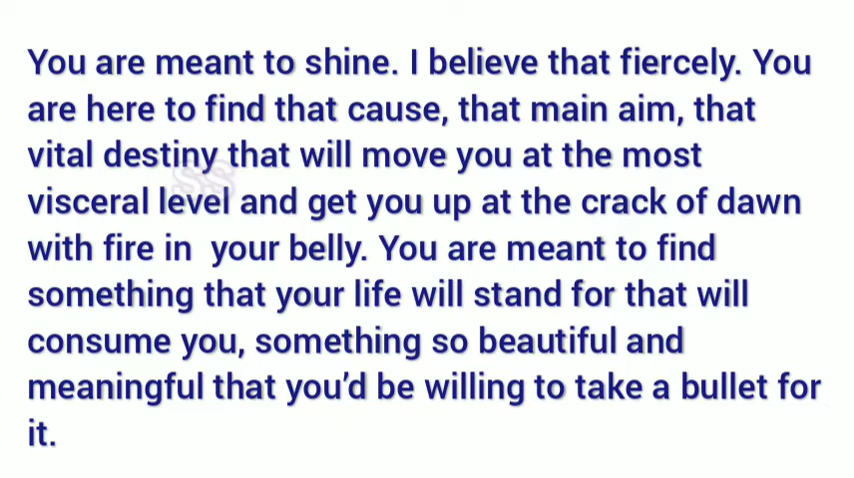 You are meant to shine. I believe that fiercely. You
are here to find that cause, that main aim, that
vital destiny that will move you at the most
visceral level and get you up at the crack of dawn
with fire in  your belly. You are meant to find
something that your life will stand for that will
consume you, something so beautiful and
meaningful that you’d be willing to take a bullet for
it.
SS